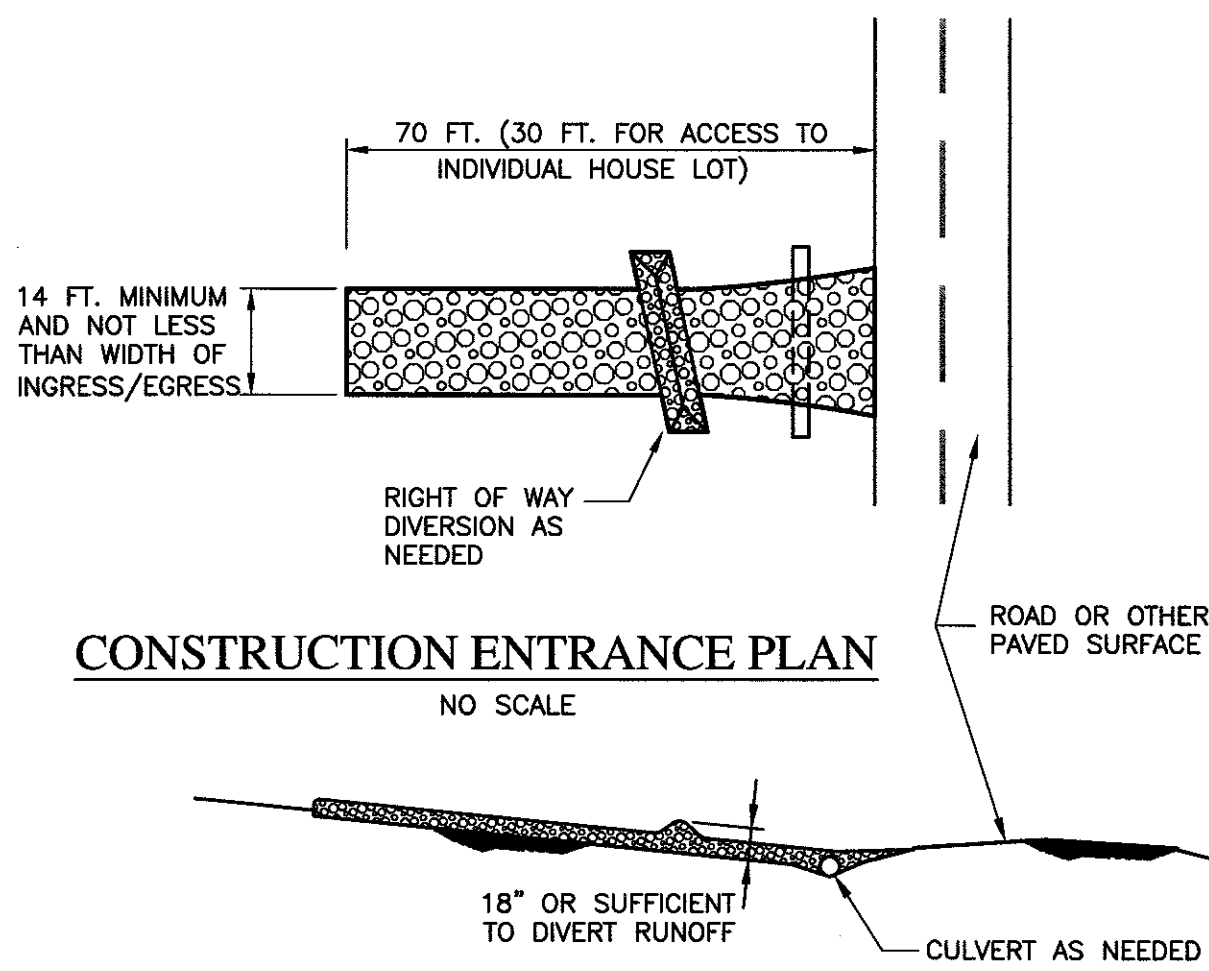 70 FT. (30 FT. FOR ACCESS TO
INDIVIDUAL HOUSE LOT)
14 FT. MINIMUM
AND NOT LESS
THAN WIDTH OF
INGRESS/EGRESS
RIGHT OF WAY
DIVERSION AS
NEEDED
ROAD OR OTHER
PAVED SURFACE
CONSTRUCTION ENTRANCE PLAN
NO SCALE
18" OR SUFFICIENT
TO DIVERT RUNOFF
CULVERT AS NEEDED